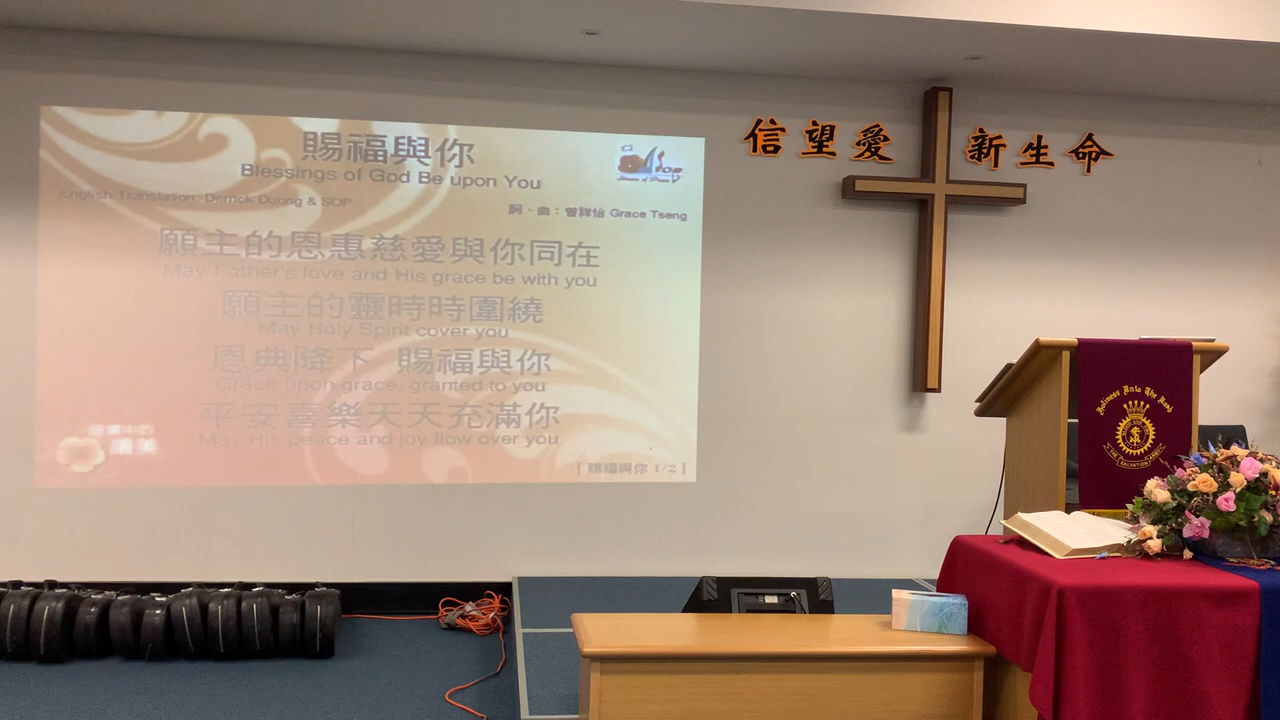 賜福與你
Blessings of God Be upon You
English Translation: Derrick Duong & SOP
詞、曲：曾祥怡 Grace Tseng
願主的恩惠慈愛與你同在
May Father's love and His grace be with you
願主的靈時時圍繞
May Holy Spirit cover you
恩典降下 賜福與你
Grace upon grace, granted to you
平安喜樂天天充滿你
May His peace and joy flow over you
讚美
[ 賜福與你 1/2 ]
信望愛 新生命
Holiness Unto The Lord
THE SALVATION ARMY